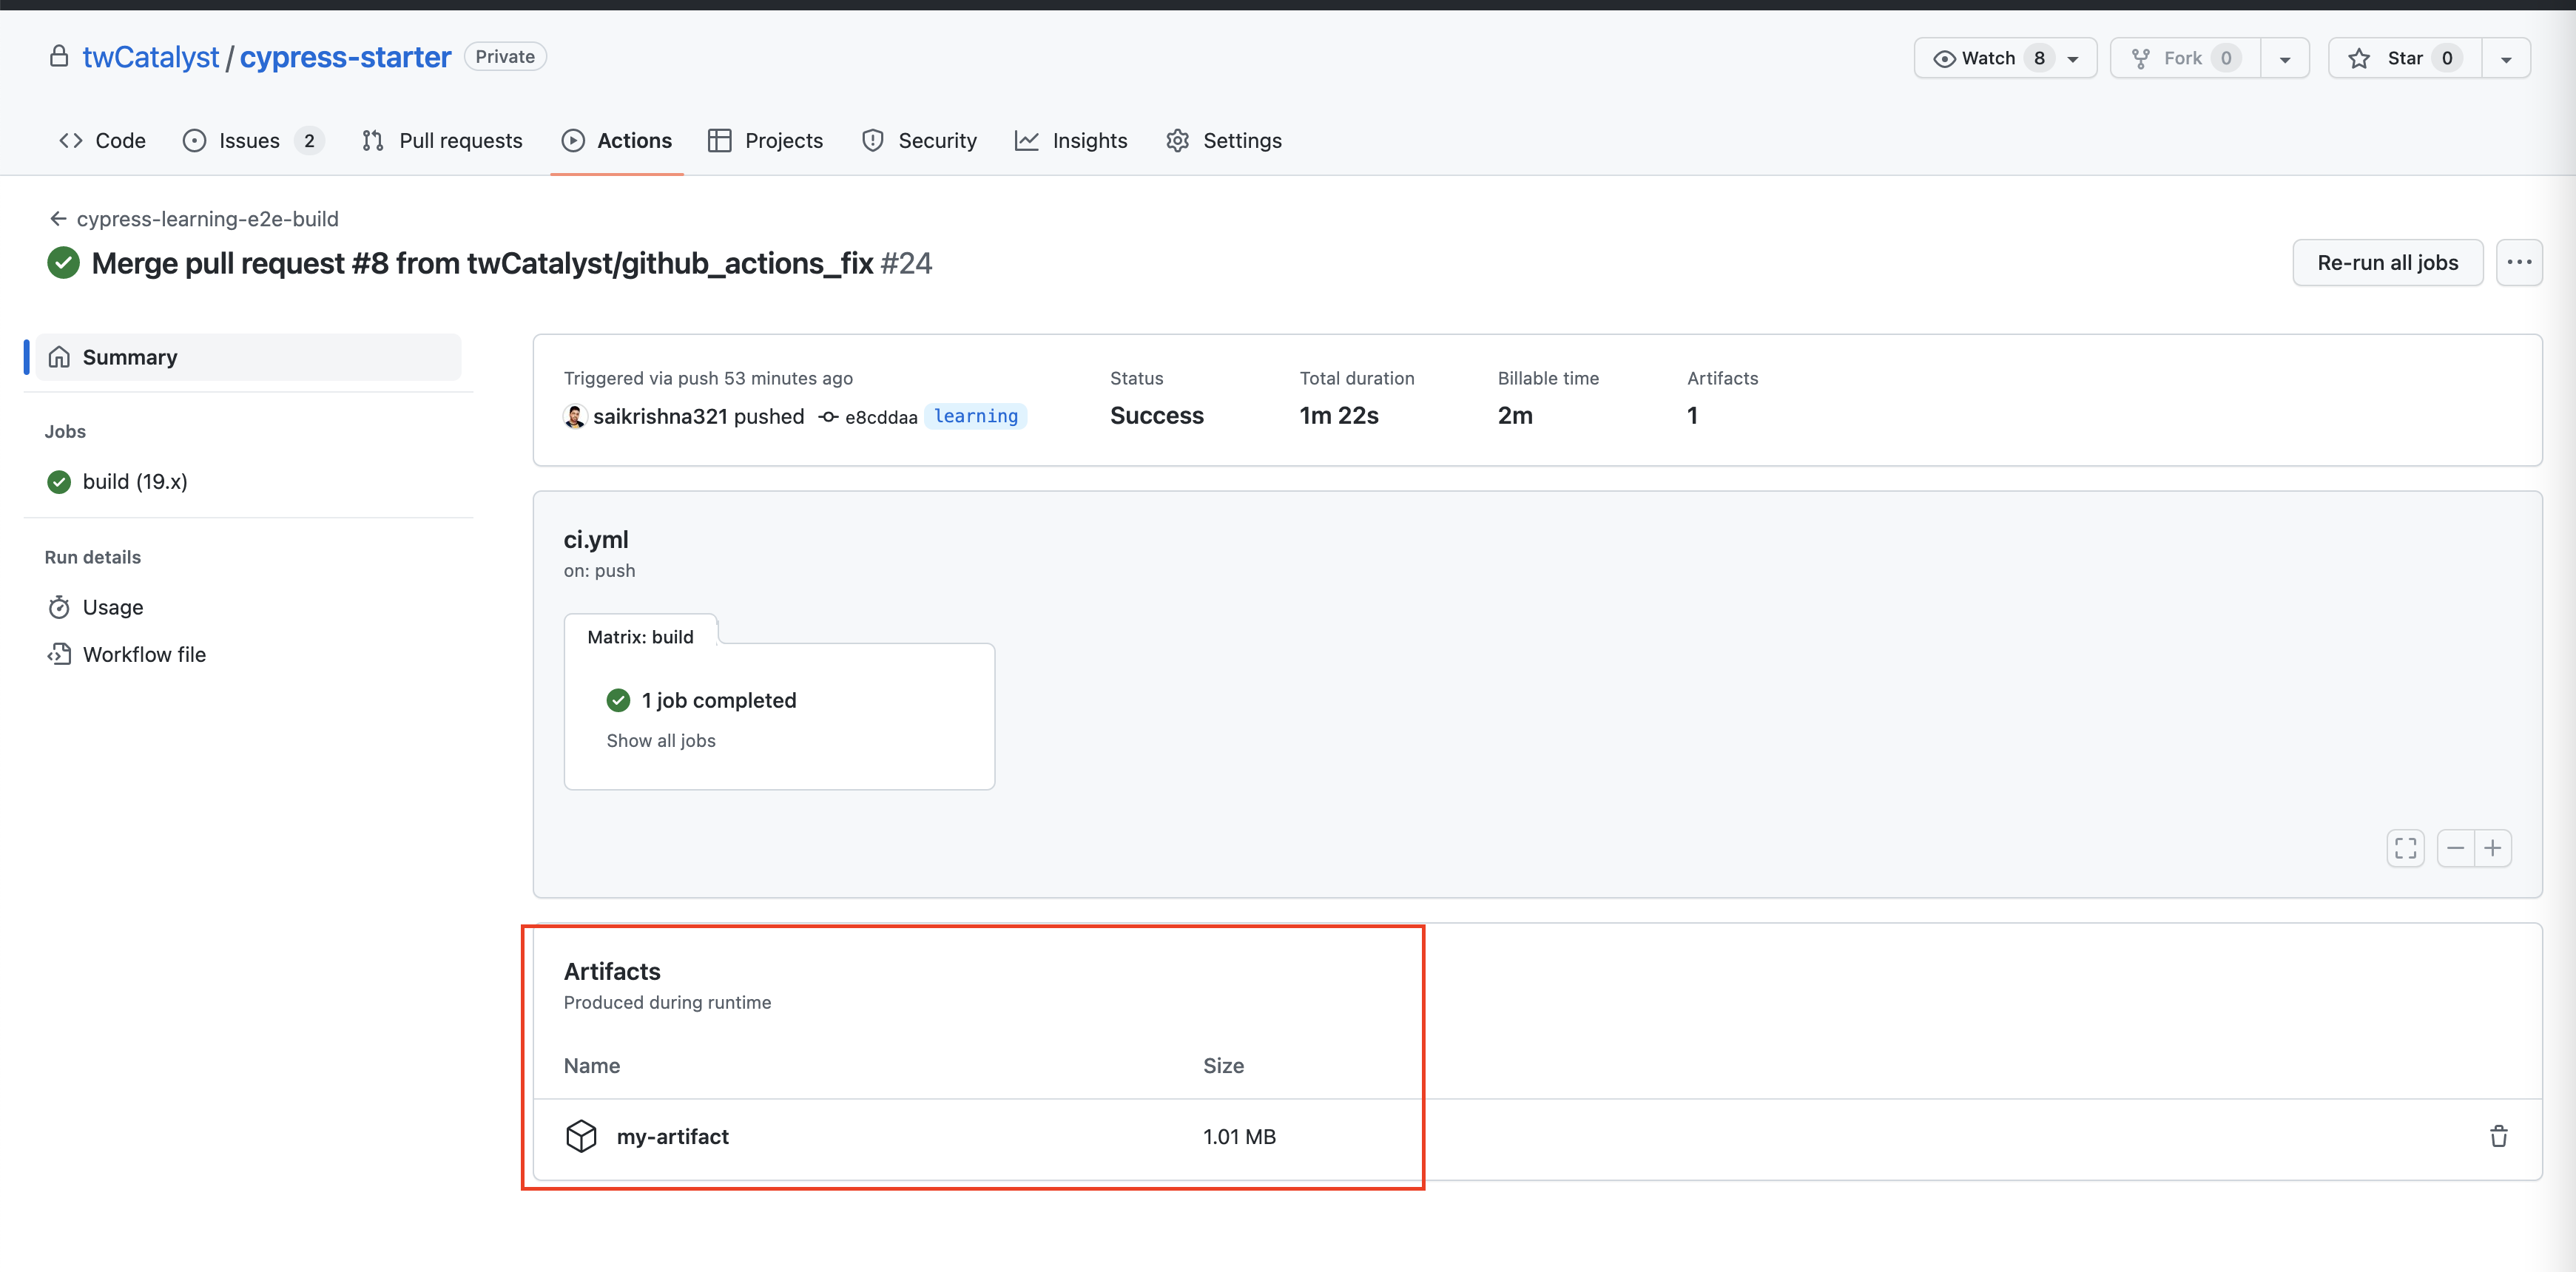 twCatalyst / cypress-starter Private Watch 8 Fork 0 Star 0
Code Issues 2 Pull requests Actions Projects Security Insights Settings
cypress-learning-e2e-build
Merge pull request #8 from twCatalyst/github_actions_fix #24
Re-run all jobs
Summary
Jobs
build (19.x)
Run details
Usage
Workflow file
Triggered via push 53 minutes ago Status Total duration Billable time Artifacts
saikrishna321 pushed e8cddaa learning Success 1m 22s 2m 1
ci.yml
on: push
Matrix: build
1 job completed
Show all jobs
Artifacts
Produced during runtime
Name Size
my-artifact 1.01 MB